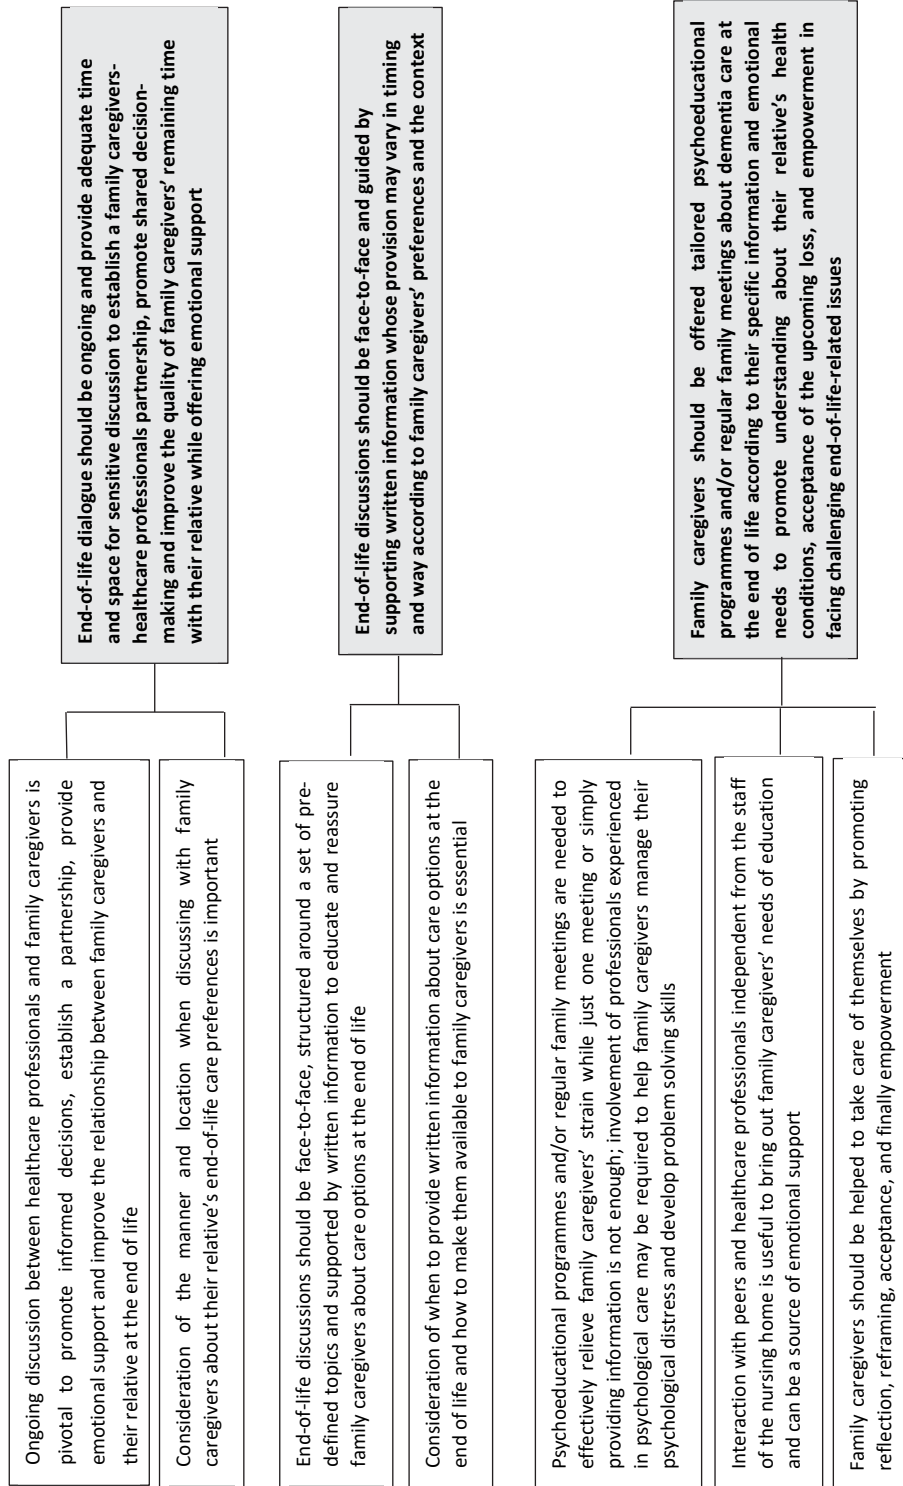 Ongoing discussion between healthcare professionals and family caregivers is
pivotal to promote informed decisions, establish a partnership, provide
emotional support and improve the relationship between family caregivers and
their relative at the end of life
Consideration of the manner and location when discussing with family
caregivers about their relative's end-of-life care preferences is important
End-of-life dialogue should be ongoing and provide adequate time
and space for sensitive discussion to establish a family caregivers-
healthcare professionals partnership, promote shared decision-
making and improve the quality of family caregivers' remaining time
with their relative while offering emotional support
End-of-life discussions should be face-to-face, structured around a set of pre-
defined topics and supported by written information to educate and reassure
family caregivers about care options at the end of life
Consideration of when to provide written information about care options at the
end of life and how to make them available to family caregivers is essential
End-of-life discussions should be face-to-face and guided by
supporting written information whose provision may vary in timing
and way according to family caregivers' preferences and the context
Psychoeducational programmes and/or regular family meetings are needed to
effectively relieve family caregivers' strain while just one meeting or simply
providing information is not enough; involvement of professionals experienced
in psychological care may be required to help family caregivers manage their
psychological distress and develop problem solving skills
Interaction with peers and healthcare professionals independent from the staff
of the nursing home is useful to bring out family caregivers' needs of education
and can be a source of emotional support
Family caregivers should be helped to take care of themselves by promoting
reflection, reframing, acceptance, and finally empowerment
Family caregivers should be offered tailored psychoeducational
programmes and/or regular family meetings about dementia care at
the end of life according to their specific information and emotional
needs to promote understanding about their relative's health
conditions, acceptance of the upcoming loss, and empowerment in
facing challenging end-of-life-related issues